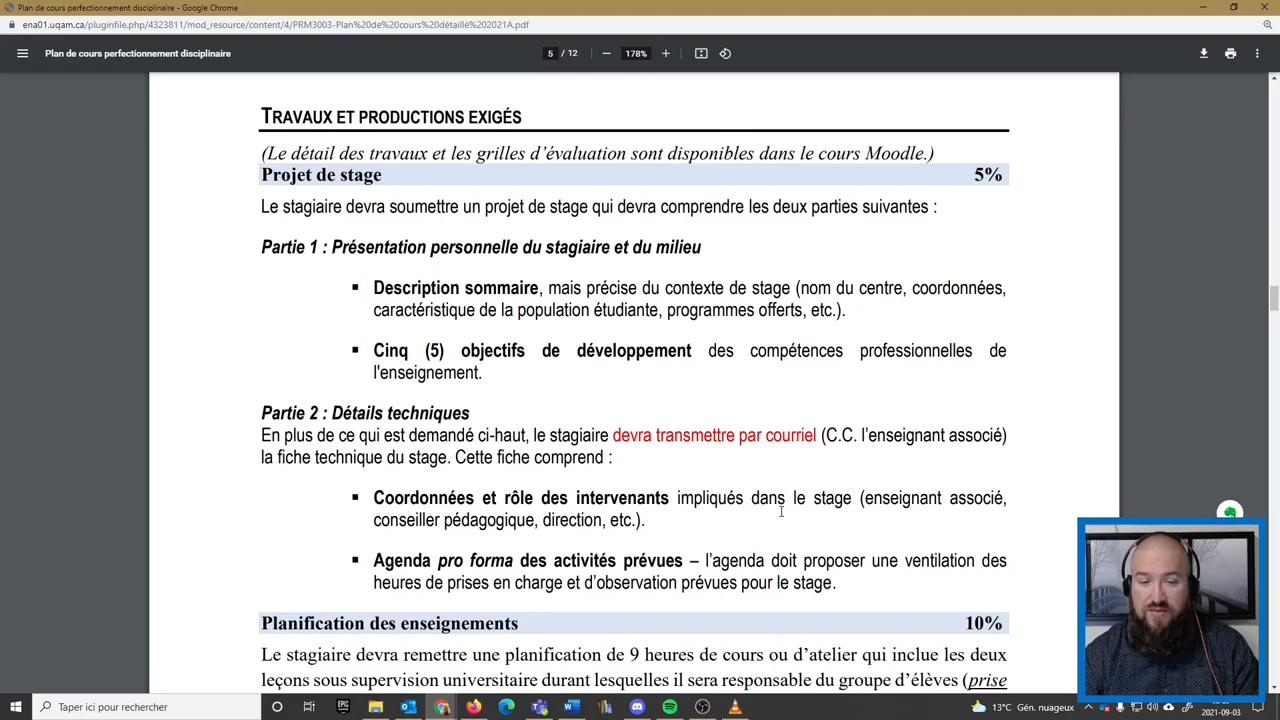 Plan de cours perfectionnement disciplinaire - Google Chrome
ena01.uqam.ca/pluginfile.php/4323811/mod_resource/content/4/PRM3003-Plan%20de%20cours%20détaillé%202021A.pdf
Plan de cours perfectionnement disciplinaire
5 / 12
178%
TRAVAUX ET PRODUCTIONS EXIGÉS
(Le détail des travaux et les grilles d’évaluation sont disponibles dans le cours Moodle.)
Projet de stage 5%
Le stagiaire devra soumettre un projet de stage qui devra comprendre les deux parties suivantes :
Partie 1 : Présentation personnelle du stagiaire et du milieu
▪ Description sommaire, mais précise du contexte de stage (nom du centre, coordonnées,
caractéristique de la population étudiante, programmes offerts, etc.).
▪ Cinq (5) objectifs de développement des compétences professionnelles de
l'enseignement.
Partie 2 : Détails techniques
En plus de ce qui est demandé ci-haut, le stagiaire devra transmettre par courriel (C.C. l’enseignant associé)
la fiche technique du stage. Cette fiche comprend :
▪ Coordonnées et rôle des intervenants impliqués dans le stage (enseignant associé,
conseiller pédagogique, direction, etc.).
▪ Agenda pro forma des activités prévues – l’agenda doit proposer une ventilation des
heures de prises en charge et d’observation prévues pour le stage.
Planification des enseignements 10%
Le stagiaire devra remettre une planification de 9 heures de cours ou d’atelier qui inclue les deux
leçons sous supervision universitaire durant lesquelles il sera responsable du groupe d’élèves (prise
Taper ici pour rechercher
EPIC
13°C Gén. nuageux
2021-09-03